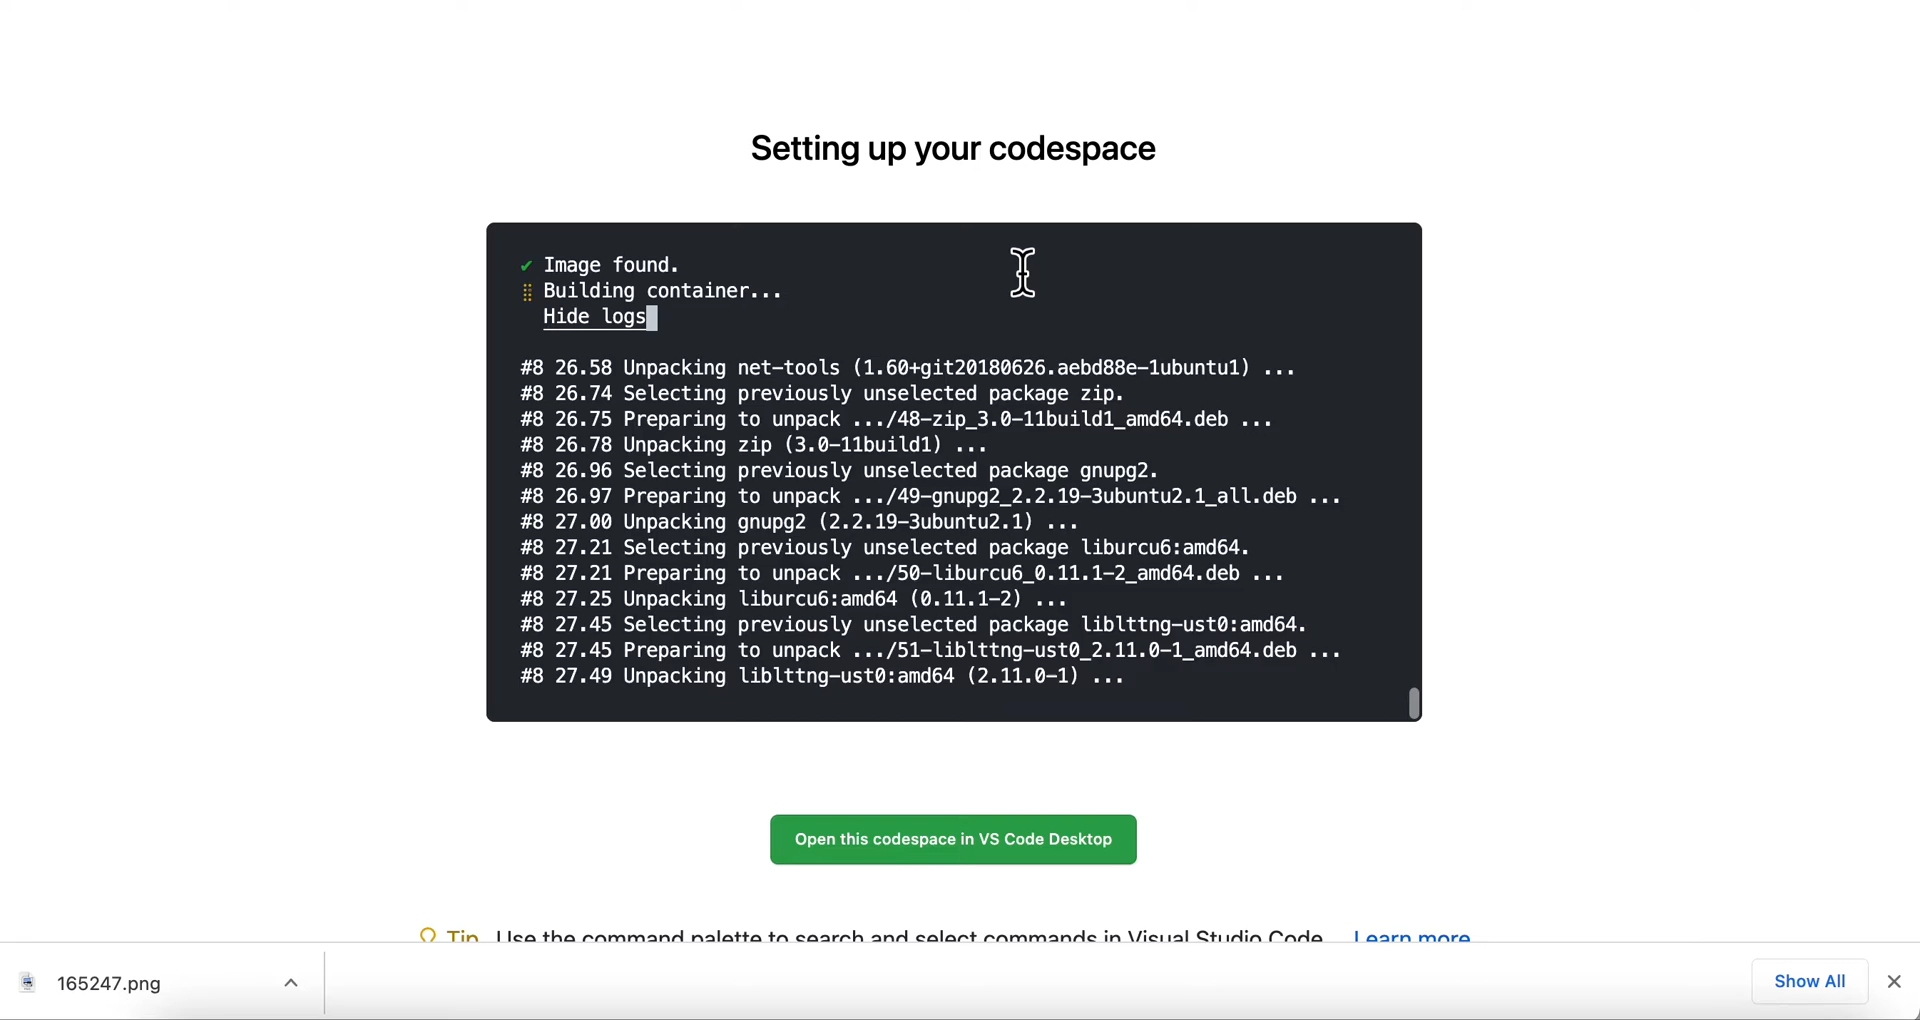 Setting up your codespace
✔ Image found.
⣿ Building container...
Hide logs
#8 26.58 Unpacking net-tools (1.60+git20180626.aebd88e-1ubuntu1) ...
#8 26.74 Selecting previously unselected package zip.
#8 26.75 Preparing to unpack .../48-zip_3.0-11build1_amd64.deb ...
#8 26.78 Unpacking zip (3.0-11build1) ...
#8 26.96 Selecting previously unselected package gnupg2.
#8 26.97 Preparing to unpack .../49-gnupg2_2.2.19-3ubuntu2.1_all.deb ...
#8 27.00 Unpacking gnupg2 (2.2.19-3ubuntu2.1) ...
#8 27.21 Selecting previously unselected package liburcu6:amd64.
#8 27.21 Preparing to unpack .../50-liburcu6_0.11.1-2_amd64.deb ...
#8 27.25 Unpacking liburcu6:amd64 (0.11.1-2) ...
#8 27.45 Selecting previously unselected package liblttng-ust0:amd64.
#8 27.45 Preparing to unpack .../51-liblttng-ust0_2.11.0-1_amd64.deb ...
#8 27.49 Unpacking liblttng-ust0:amd64 (2.11.0-1) ...
Open this codespace in VS Code Desktop
Tip Use the command palette to search and select commands in Visual Studio Code Learn more
165247.png
Show All